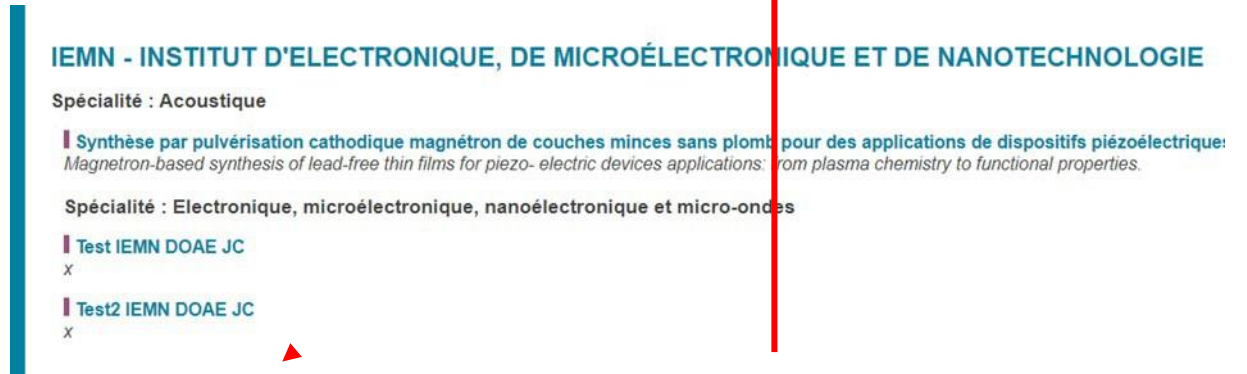 IEMN - INSTITUT D'ELECTRONIQUE, DE MICROÉLECTRONIQUE ET DE NANOTECHNOLOGIE
Spécialité : Acoustique
Synthèse par pulvérisation cathodique magnétron de couches minces sans plomb pour des applications de dispositifs piézoélectriques
Magnetron-based synthesis of lead-free thin films for piezo- electric devices applications: from plasma chemistry to functional properties.
Spécialité : Electronique, microélectronique, nanoélectronique et micro-ondes
Test IEMN DOAE JC
x
Test2 IEMN DOAE JC
x